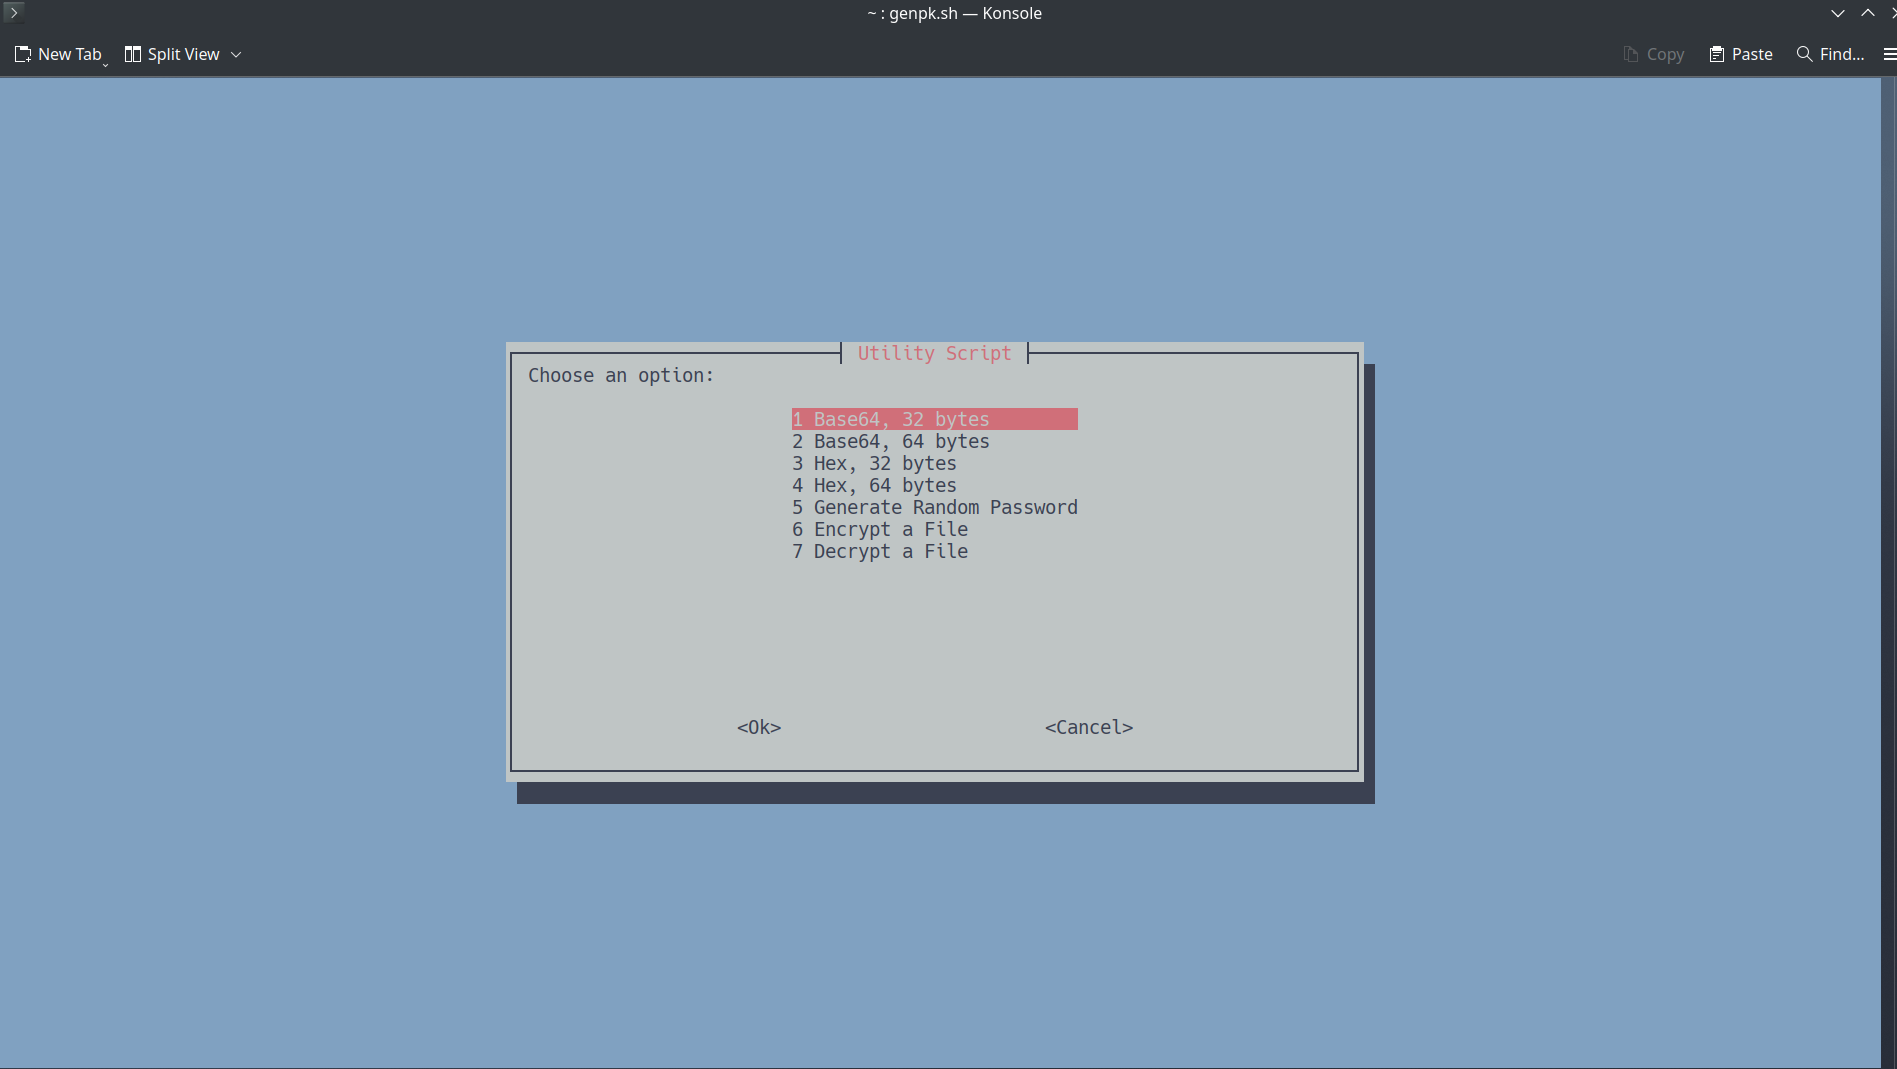 ~ : genpk.sh — Konsole
New Tab Split View Copy Paste Find...
Utility Script
Choose an option:
1 Base64, 32 bytes
2 Base64, 64 bytes
3 Hex, 32 bytes
4 Hex, 64 bytes
5 Generate Random Password
6 Encrypt a File
7 Decrypt a File
<Ok> <Cancel>